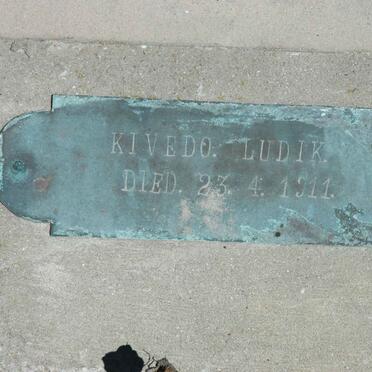 KIVEDO. LUDIK.
DIED. 23. 4. 1911.